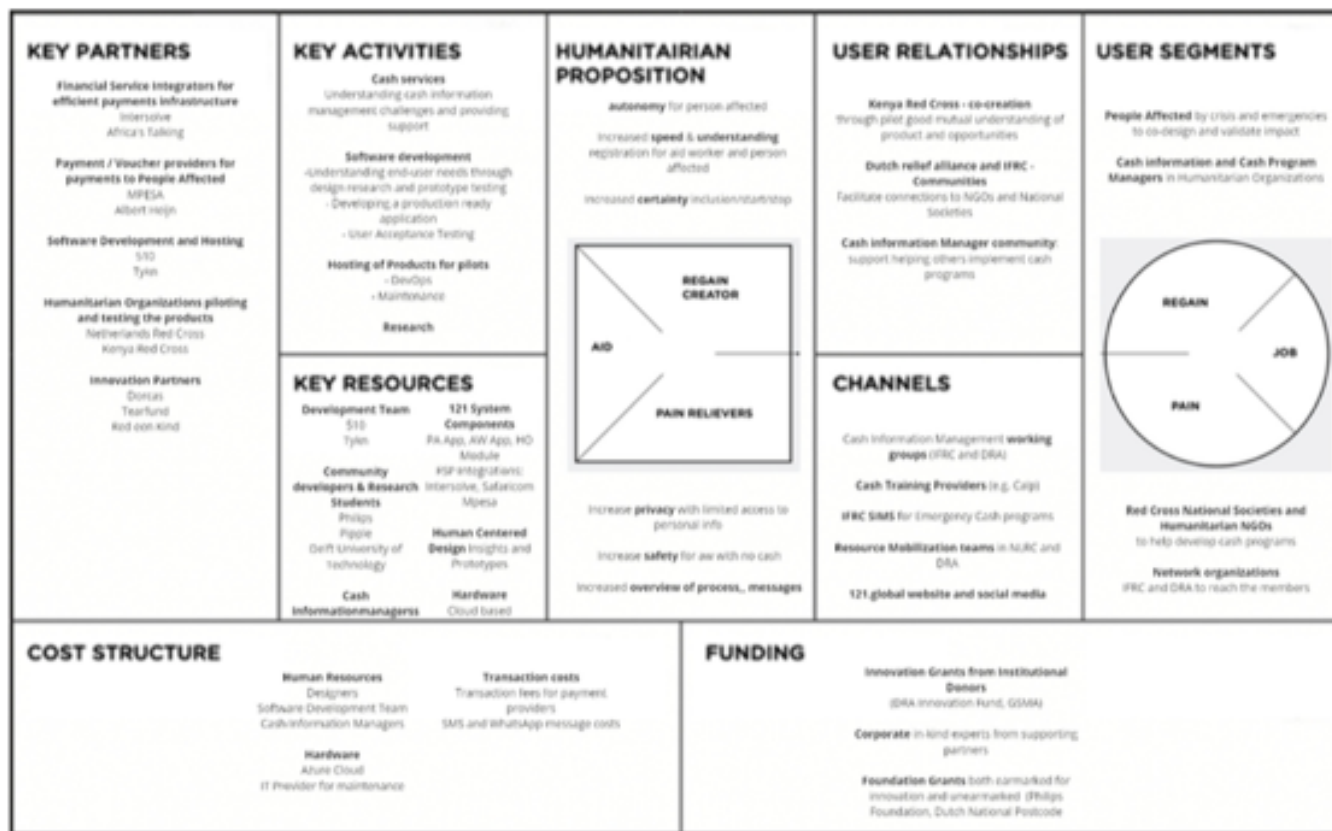 KEY PARTNERS
Financial Service Integrators for
efficient payments infrastructure
Intersolve
Africa's Talking
Payment / Voucher providers for
payments to People Affected
MPESA
Albert Heijn
Software Development and Hosting
510
Tykn
Humanitarian Organizations piloting
and testing the products
Netherlands Red Cross
Kenya Red Cross
Innovation Partners
Dorcas
Tearfund
Red een Kind
KEY ACTIVITIES
Cash services
Understanding cash information
management challenges and providing
support
Software development
-Understanding end-user needs through
design research and prototype testing
- Developing a production ready
application
- User Acceptance Testing
Hosting of Products for pilots
- DevOps
- Maintenance
Research
KEY RESOURCES
Development Team
510
Tykn
Community
developers & Research
Students
Philips
Pipple
Delft University of
Technology
Cash
Informationmanagerss
121 System
Components
PA App, AW App, HO
Module
FSP Integrations:
Intersolve, Safaricom
Mpesa
Human Centered
Design Insights and
Prototypes
Hardware
Cloud based
HUMANITAIRIAN
PROPOSITION
autonomy for person affected
Increased speed & understanding
registration for aid worker and person
affected
Increased certainty inclusion/start/stop
REGAIN
CREATOR
AID
PAIN RELIEVERS
Increase privacy with limited access to
personal info
Increase safety for aw with no cash
Increased overview of process,, messages
USER RELATIONSHIPS
Kenya Red Cross - co-creation
through pilot good mutual understanding of
product and opportunities
Dutch relief alliance and IFRC -
Communities
Facilitate connections to NGOs and National
Societies
Cash information Manager community:
support helping others implement cash
programs
CHANNELS
Cash Information Management working
groups (IFRC and DRA)
Cash Training Providers (e.g. Calp)
IFRC SIMS for Emergency Cash programs
Resource Mobilization teams in NLRC and
DRA
121.global website and social media
USER SEGMENTS
People Affected by crisis and emergencies
to co-design and validate impact
Cash information and Cash Program
Managers in Humanitarian Organizations
REGAIN
JOB
PAIN
Red Cross National Societies and
Humanitarian NGOs
to help develop cash programs
Network organizations
IFRC and DRA to reach the members
COST STRUCTURE
Human Resources
Designers
Software Development Team
Cash Information Managers
Hardware
Azure Cloud
IT Provider for maintenance
Transaction costs
Transaction fees for payment
providers
SMS and WhatsApp message costs
FUNDING
Innovation Grants from Institutional
Donors
(DRA Innovation Fund, GSMA)
Corporate in-kind experts from supporting
partners
Foundation Grants both earmarked for
innovation and unearmarked (Philips
Foundation, Dutch National Postcode